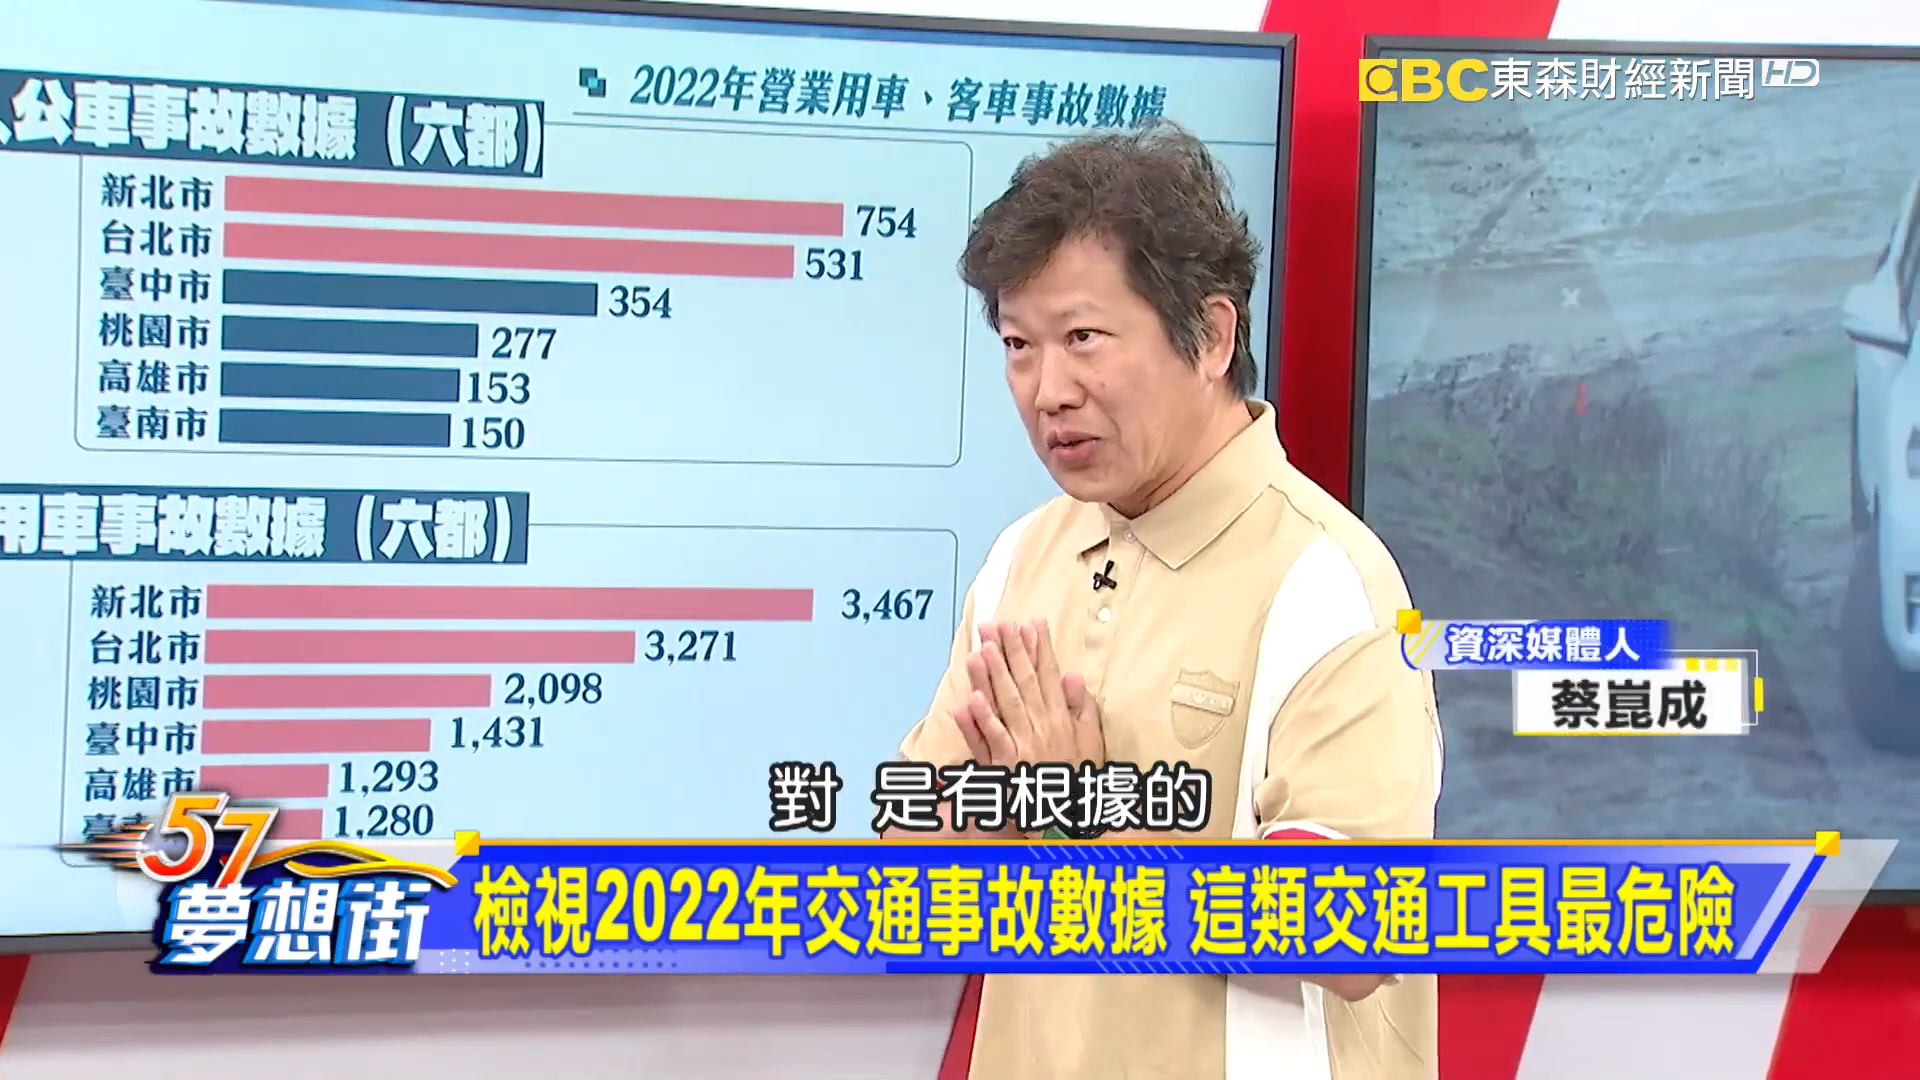 2022年營業用車、客車事故數據
EBC東森財經新聞HD
公車事故數據（六都）
新北市 754
台北市 531
臺中市 354
桃園市 277
高雄市 153
臺南市 150
用車事故數據（六都）
新北市 3,467
台北市 3,271
桃園市 2,098
臺中市 1,431
高雄市 1,293
臺 1,280
資深媒體人
蔡崑成
對 是有根據的
57
夢想街
檢視2022年交通事故數據 這類交通工具最危險